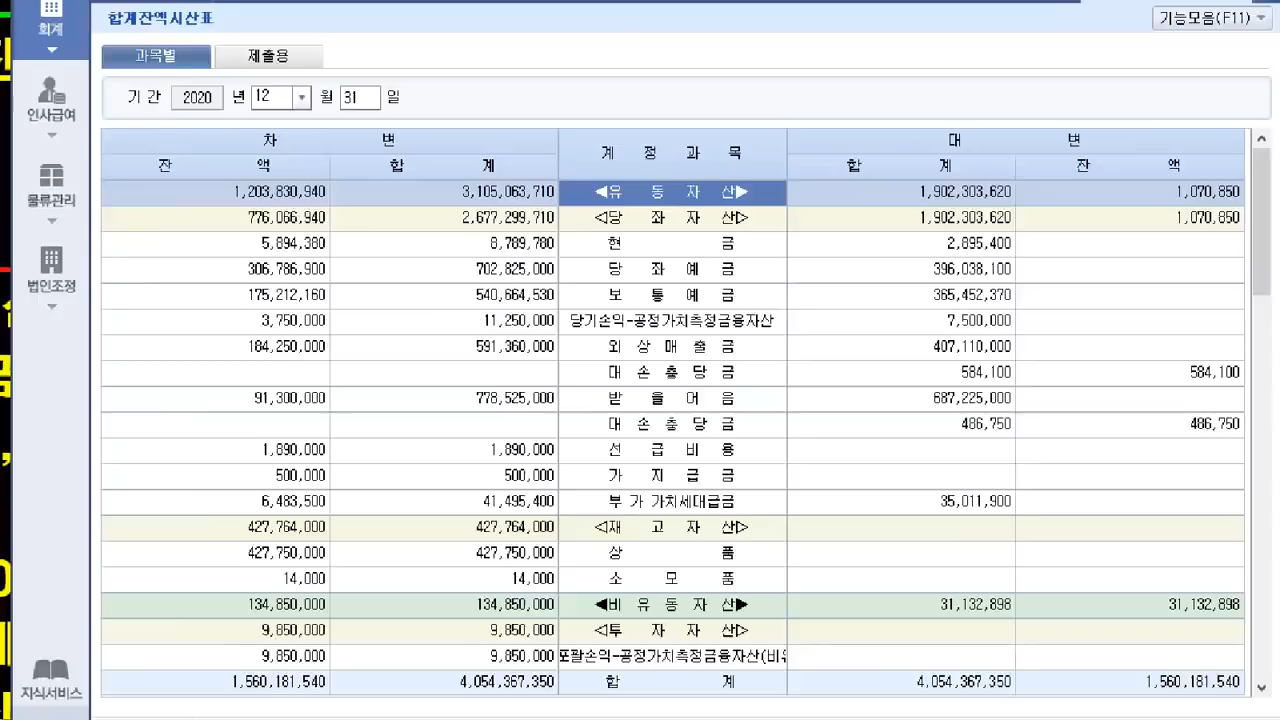 회계
인사급여
물류관리
법인조정
지식서비스
합계잔액시산표
기능모음(F11)
과목별 제출용
기 간 2020 년 12 월 31 일
차 변 계 정 과 목 대 변
잔 액 합 계 합 계 잔 액
1,203,830,940 3,105,063,710 ◀유 동 자 산▶ 1,902,303,620 1,070,850
776,066,940 2,677,299,710 ◁당 좌 자 산▷ 1,902,303,620 1,070,850
5,894,380 8,789,780 현 금 2,895,400
306,786,900 702,825,000 당 좌 예 금 396,038,100
175,212,160 540,664,530 보 통 예 금 365,452,370
3,750,000 11,250,000 당기손익-공정가치측정금융자산 7,500,000
184,250,000 591,360,000 외 상 매 출 금 407,110,000
대 손 충 당 금 584,100 584,100
91,300,000 778,525,000 받 을 어 음 687,225,000
대 손 충 당 금 486,750 486,750
1,890,000 1,890,000 선 급 비 용
500,000 500,000 가 지 급 금
6,483,500 41,495,400 부 가 가치세대급금 35,011,900
427,764,000 427,764,000 ◁재 고 자 산▷
427,750,000 427,750,000 상 품
14,000 14,000 소 모 품
134,850,000 134,850,000 ◀비 유 동 자 산▶ 31,132,898 31,132,898
9,850,000 9,850,000 ◁투 자 자 산▷
9,850,000 9,850,000 포괄손익-공정가치측정금융자산(비유
1,560,181,540 4,054,367,350 합 계 4,054,367,350 1,560,181,540